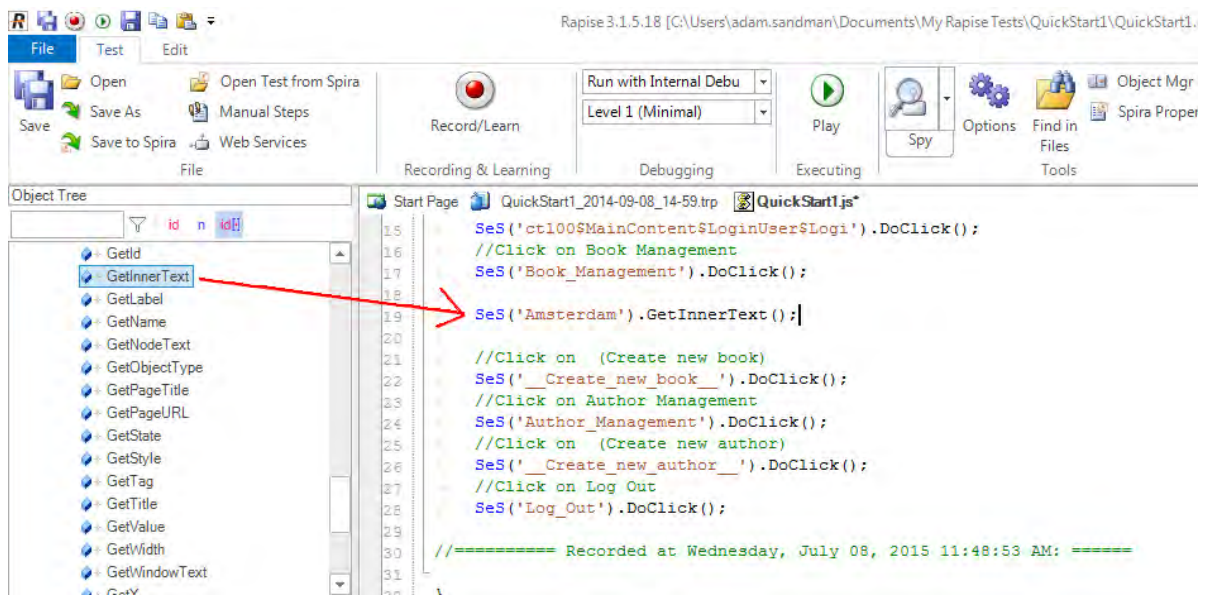 Rapise 3.1.5.18 [C:\Users\adam.sandman\Documents\My Rapise Tests\QuickStart1\QuickStart1.
File Test Edit
Save
Open
Save As
Save to Spira
Open Test from Spira
Manual Steps
Web Services
File
Record/Learn
Recording & Learning
Run with Internal Debu
Level 1 (Minimal)
Debugging
Play
Executing
Spy
Options
Find in
Files
Object Mgr
Spira Proper
Tools
Object Tree
id n id
GetId
GetInnerText
GetLabel
GetName
GetNodeText
GetObjectType
GetPageTitle
GetPageURL
GetState
GetStyle
GetTag
GetTitle
GetValue
GetWidth
GetWindowText
GetX
Start Page QuickStart1_2014-09-08_14-59.trp QuickStart1.js*
15 SeS('ctl00$MainContent$LoginUser$Logi').DoClick();
16 //Click on Book Management
17 SeS('Book_Management').DoClick();
18
19 SeS('Amsterdam').GetInnerText();
20
21 //Click on (Create new book)
22 SeS('__Create_new_book__').DoClick();
23 //Click on Author Management
24 SeS('Author_Management').DoClick();
25 //Click on (Create new author)
26 SeS('__Create_new_author__').DoClick();
27 //Click on Log Out
28 SeS('Log_Out').DoClick();
29
30 //========== Recorded at Wednesday, July 08, 2015 11:48:53 AM: ======
31
}